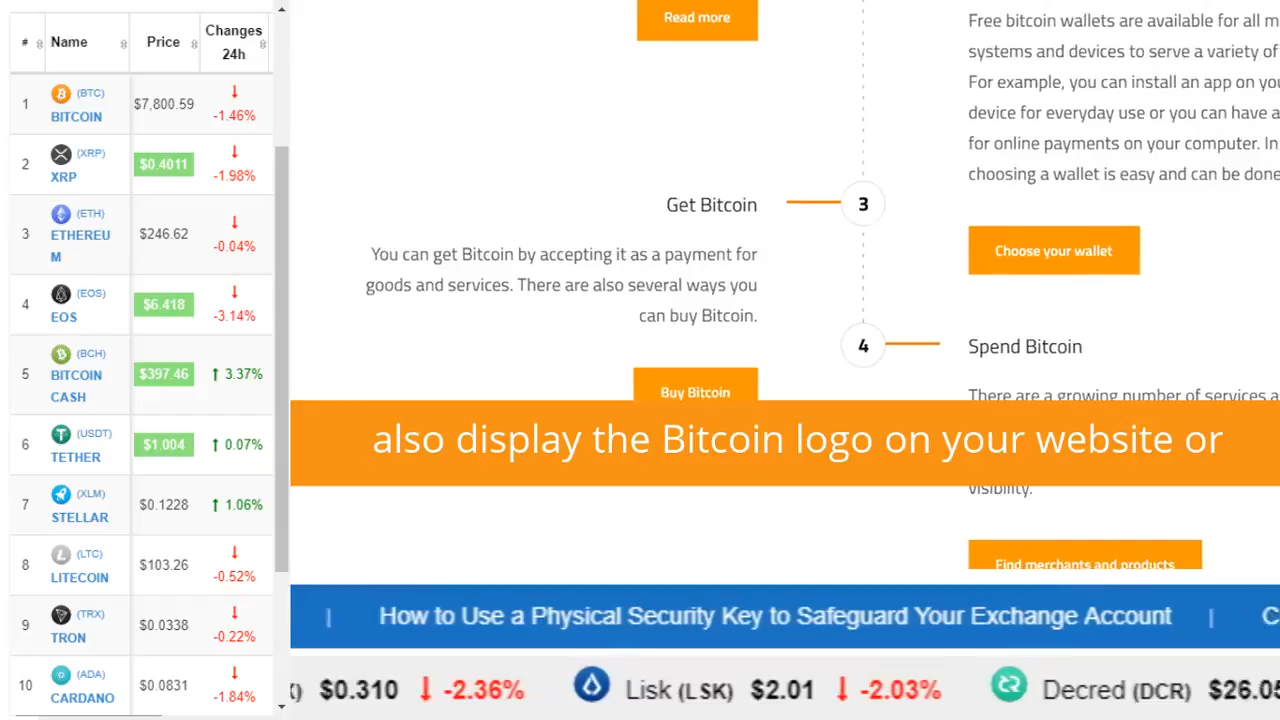 #
Name
Price
Changes
24h
1
(BTC)
BITCOIN
$7,800.59
-1.46%
2
(XRP)
XRP
$0.4011
-1.98%
3
(ETH)
ETHEREU
M
$246.62
-0.04%
4
(EOS)
EOS
$6.418
-3.14%
5
(BCH)
BITCOIN
CASH
$397.46
3.37%
6
(USDT)
TETHER
$1.004
0.07%
7
(XLM)
STELLAR
$0.1228
1.06%
8
(LTC)
LITECOIN
$103.26
-0.52%
9
(TRX)
TRON
$0.0338
-0.22%
10
(ADA)
CARDANO
$0.0831
-1.84%
Read more
Get Bitcoin
3
You can get Bitcoin by accepting it as a payment for
goods and services. There are also several ways you
can buy Bitcoin.
Buy Bitcoin
Free bitcoin wallets are available for all m
systems and devices to serve a variety of
For example, you can install an app on you
device for everyday use or you can have a
for online payments on your computer. In
choosing a wallet is easy and can be done
Choose your wallet
4
Spend Bitcoin
There are a growing number of services a
also display the Bitcoin logo on your website or
visibility.
Find merchants and products
| How to Use a Physical Security Key to Safeguard Your Exchange Account | C
) $0.310 -2.36% Lisk (LSK) $2.01 -2.03% Decred (DCR) $26.05